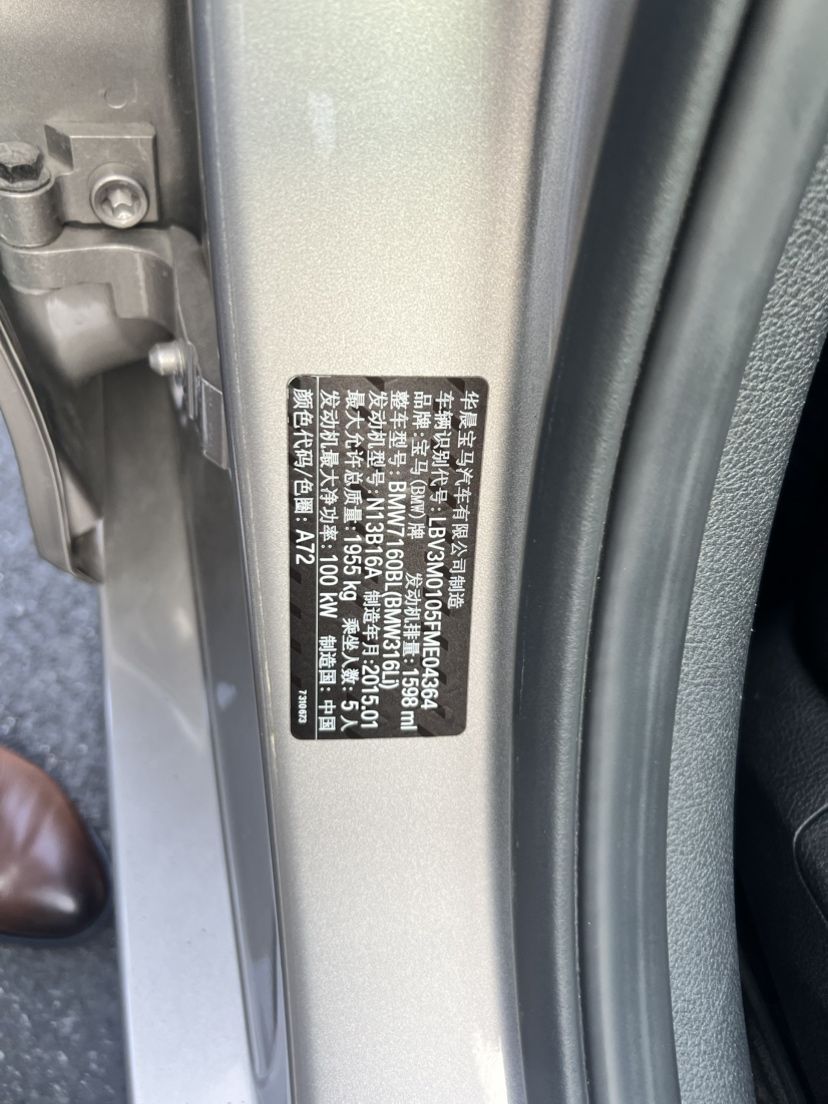 华晨宝马汽车有限公司制造
车辆识别代号：LBV3M0105FME04364
品牌：宝马(BMW)牌 发动机排量：1598 ml
整车型号：BMW7160BL(BMW316Li)
发动机型号：N13B16A 制造年月：2015.01
最大允许总质量：1955 kg 乘坐人数：5 人
发动机最大净功率：100 kW 制造国：中国
颜色代码/色圈：A72 7310673